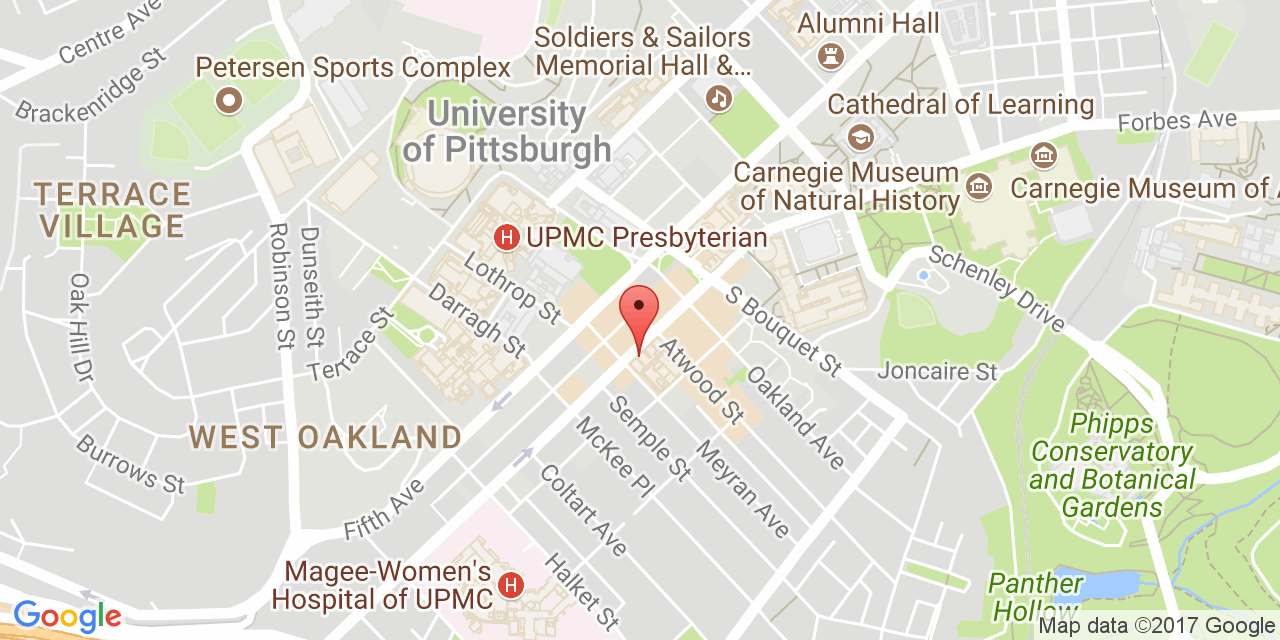 Centre Ave
Alumni Hall
Soldiers & Sailors
Memorial Hall &...
Petersen Sports Complex
Brackenridge St
Cathedral of Learning
University
of Pittsburgh
Forbes Ave
Carnegie Museum
of Natural History
Carnegie Museum of A
TERRACE
VILLAGE
H
UPMC Presbyterian
Robinson St
Dunseith St
Oak Hill Dr
Lothrop St
Darragh St
Terrace St
Schenley Drive
S Bouquet St
Joncaire St
Atwood St
Oakland Ave
WEST OAKLAND
Semple St
McKee Pl
Meyran Ave
Burrows St
Coltart Ave
Fifth Ave
Phipps
Conservatory
and Botanical
Gardens
Magee-Women's
Hospital of UPMC
H
Halket St
Panther
Hollow
Google
Map data ©2017 Google